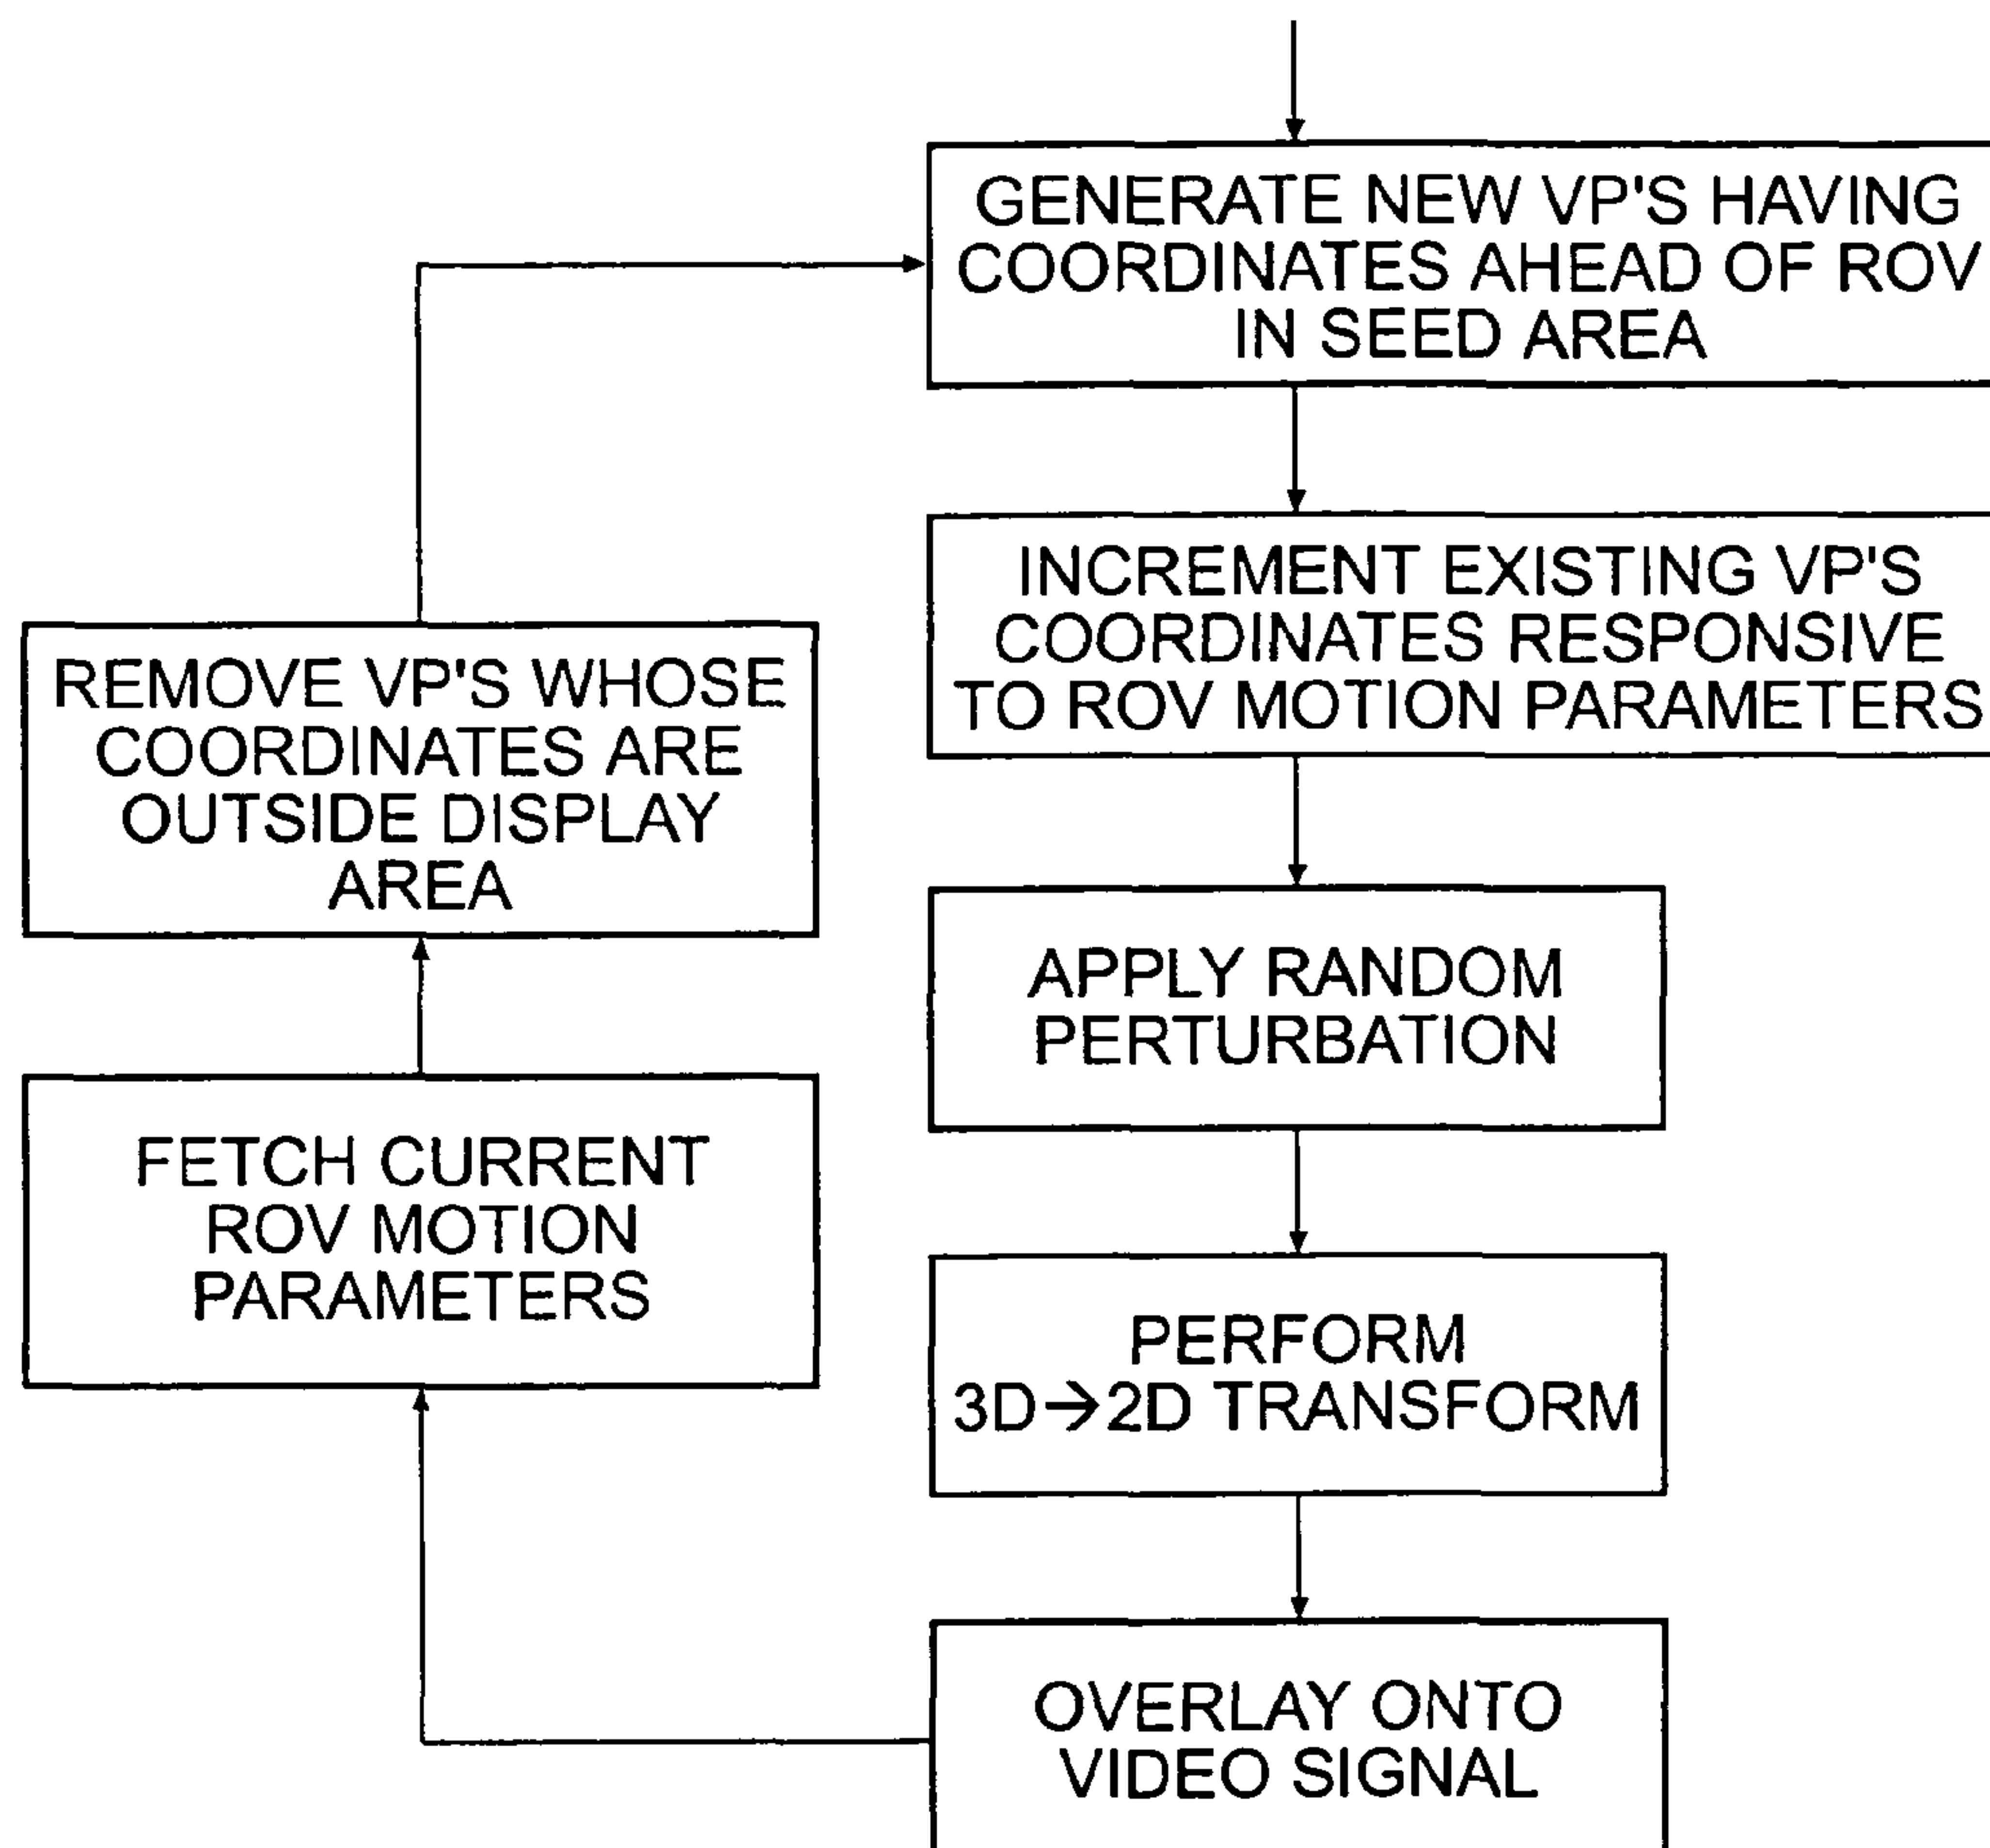 GENERATE NEW VP'S HAVING
COORDINATES AHEAD OF ROV
IN SEED AREA
INCREMENT EXISTING VP'S
COORDINATES RESPONSIVE
TO ROV MOTION PARAMETERS
APPLY RANDOM
PERTURBATION
PERFORM
3D→2D TRANSFORM
OVERLAY ONTO
VIDEO SIGNAL
FETCH CURRENT
ROV MOTION
PARAMETERS
REMOVE VP'S WHOSE
COORDINATES ARE
OUTSIDE DISPLAY
AREA